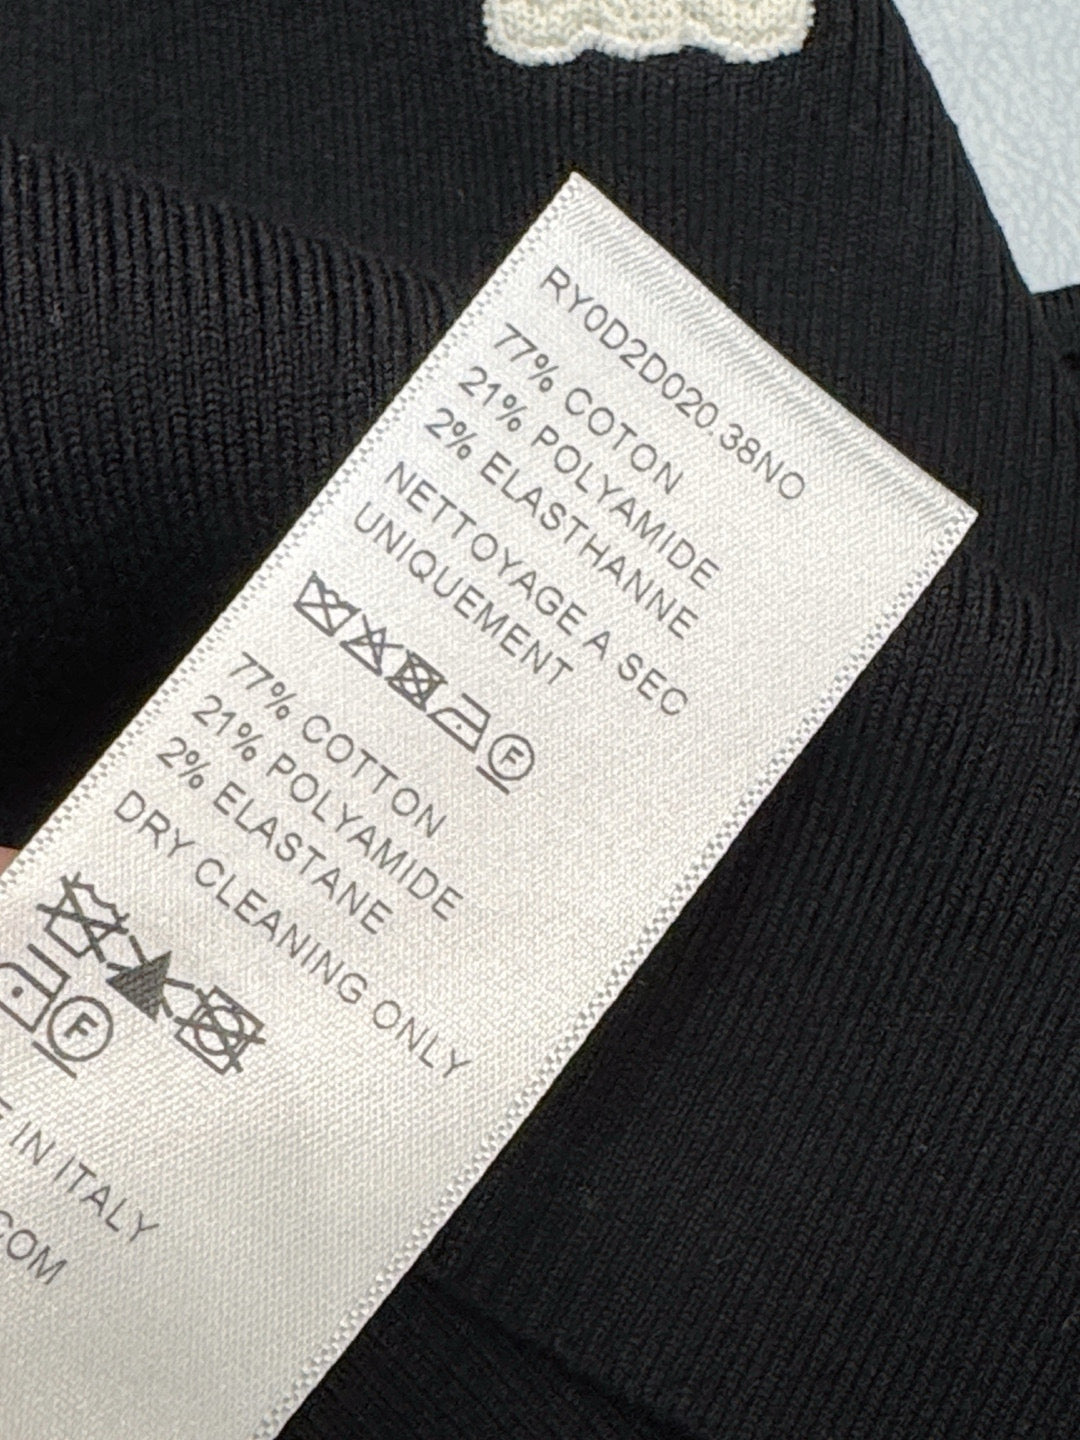 RY0D2D020.38NO
77% COTON
21% POLYAMIDE
2% ELASTHANNE
NETTOYAGE A SEC
UNIQUEMENT
F
77% COTTON
21% POLYAMIDE
2% ELASTANE
DRY CLEANING ONLY
F
IN ITALY